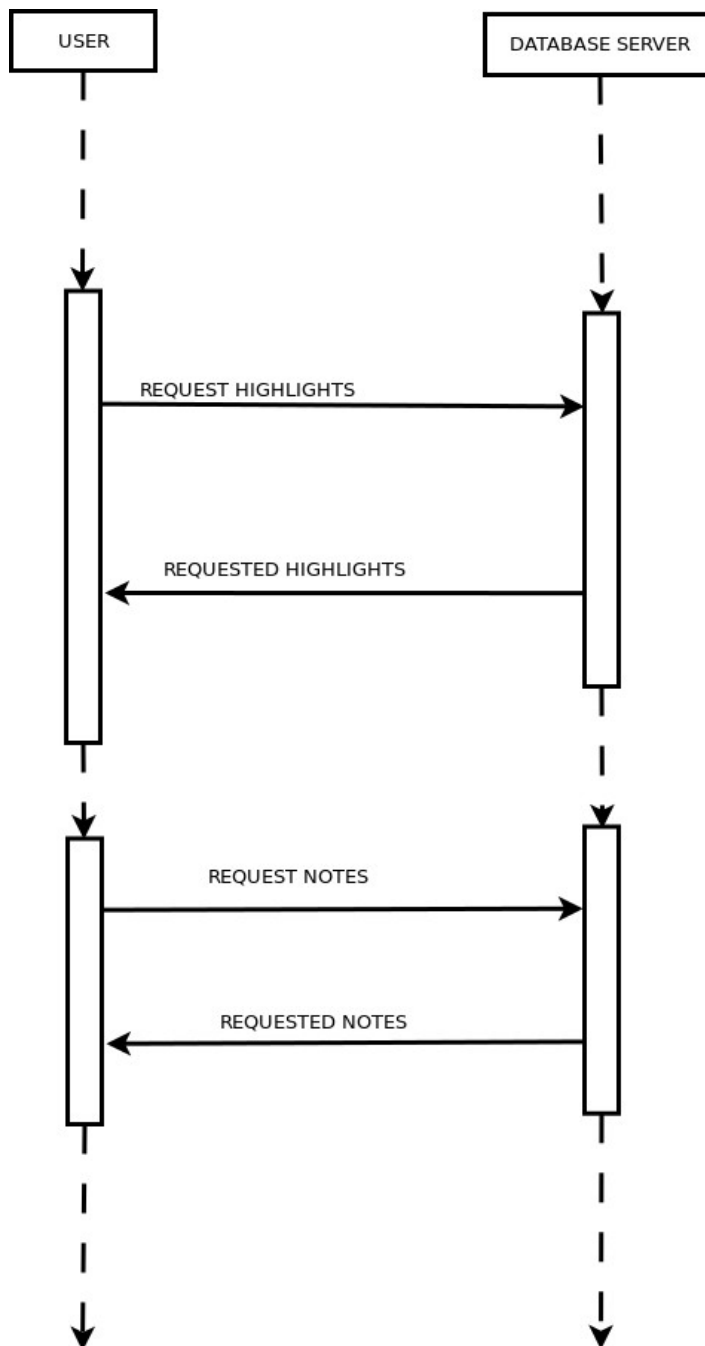 USER
DATABASE SERVER
REQUEST HIGHLIGHTS
REQUESTED HIGHLIGHTS
REQUEST NOTES
REQUESTED NOTES